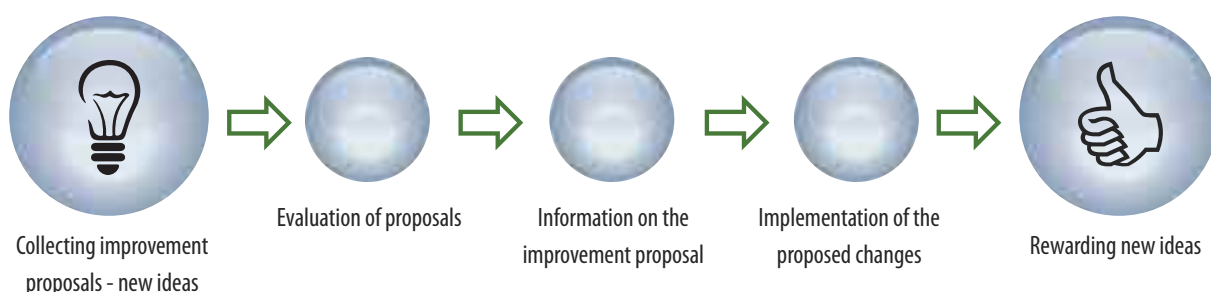 Collecting improvement
proposals - new ideas
Evaluation of proposals
Information on the
improvement proposal
Implementation of the
proposed changes
Rewarding new ideas